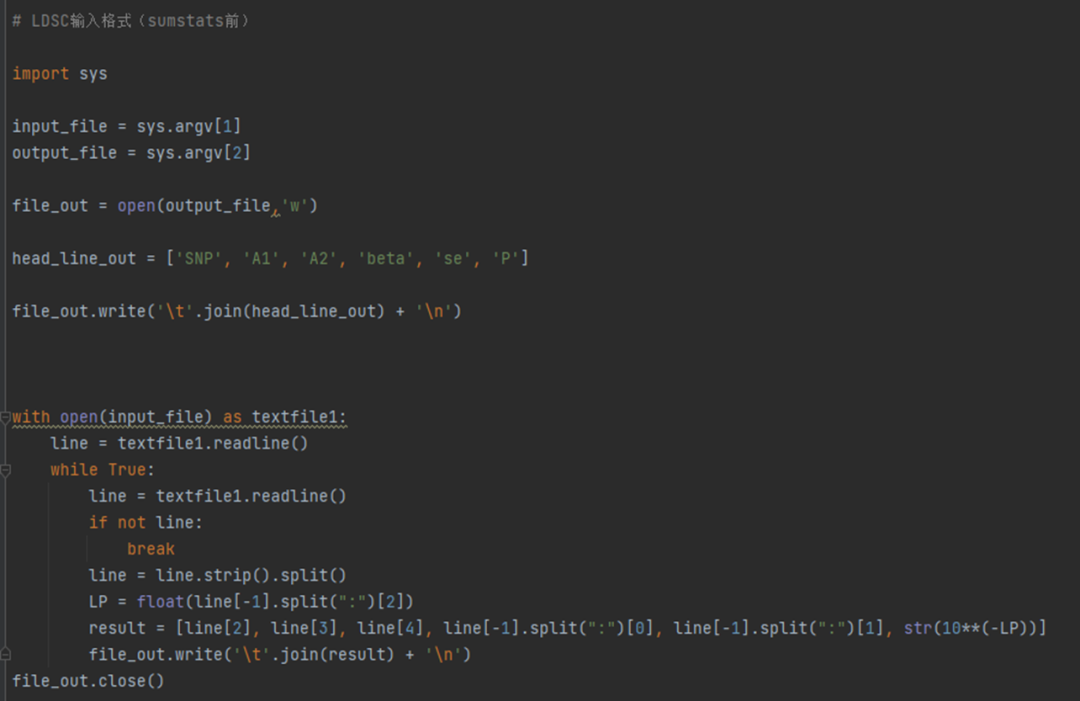 # LDSC输入格式（sumstats前）
import sys
input_file = sys.argv[1]
output_file = sys.argv[2]
file_out = open(output_file,'w')
head_line_out = ['SNP', 'A1', 'A2', 'beta', 'se', 'P']
file_out.write('\t'.join(head_line_out) + '\n')
with open(input_file) as textfile1:
    line = textfile1.readline()
    while True:
        line = textfile1.readline()
        if not line:
            break
        line = line.strip().split()
        LP = float(line[-1].split(":")[2])
        result = [line[2], line[3], line[4], line[-1].split(":")[0], line[-1].split(":")[1], str(10**(-LP))]
        file_out.write('\t'.join(result) + '\n')
file_out.close()